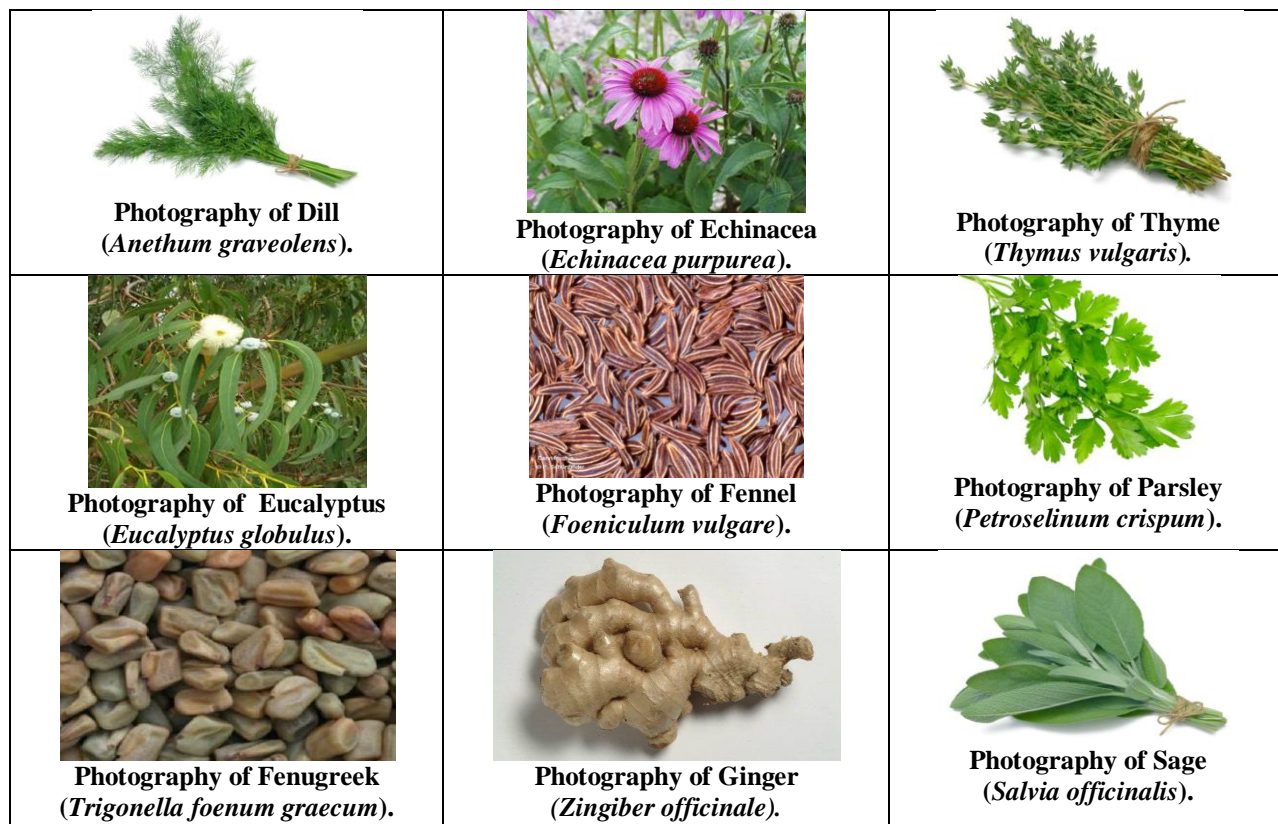 Photography of Dill
(Anethum graveolens).
Photography of Echinacea
(Echinacea purpurea).
Photography of Thyme
(Thymus vulgaris).
Photography of Eucalyptus
(Eucalyptus globulus).
Photography of Fennel
(Foeniculum vulgare).
Photography of Parsley
(Petroselinum crispum).
Photography of Fenugreek
(Trigonella foenum graecum).
Photography of Ginger
(Zingiber officinale).
Photography of Sage
(Salvia officinalis).